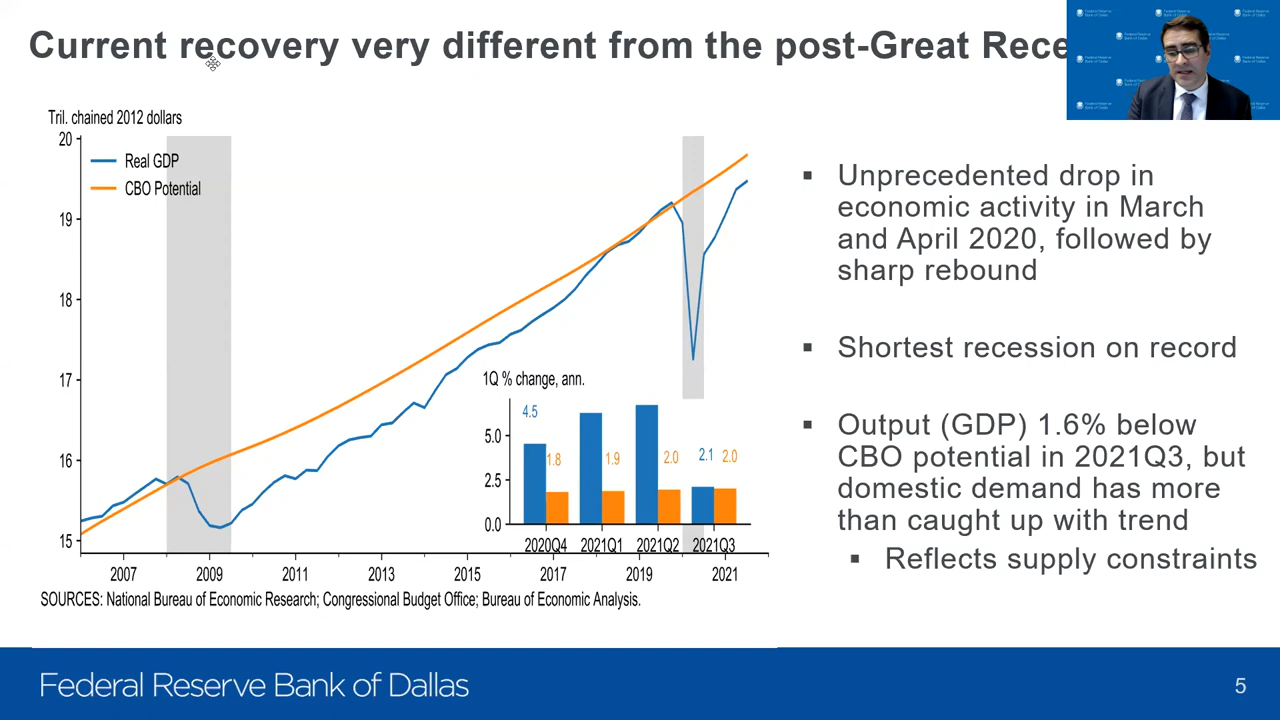 Current recovery very different from the post-Great Rece
Federal Reserve Bank of Dallas
Tril. chained 2012 dollars
20
19
18
17
16
15
Real GDP
CBO Potential
1Q % change, ann.
5.0
2.5
0.0
4.5
1.8
1.9
2.0
2.1
2.0
2020Q4 2021Q1 2021Q2 2021Q3
2007 2009 2011 2013 2015 2017 2019 2021
SOURCES: National Bureau of Economic Research; Congressional Budget Office; Bureau of Economic Analysis.
▪ Unprecedented drop in
economic activity in March
and April 2020, followed by
sharp rebound
▪ Shortest recession on record
▪ Output (GDP) 1.6% below
CBO potential in 2021Q3, but
domestic demand has more
than caught up with trend
▪ Reflects supply constraints
Federal Reserve Bank of Dallas
5